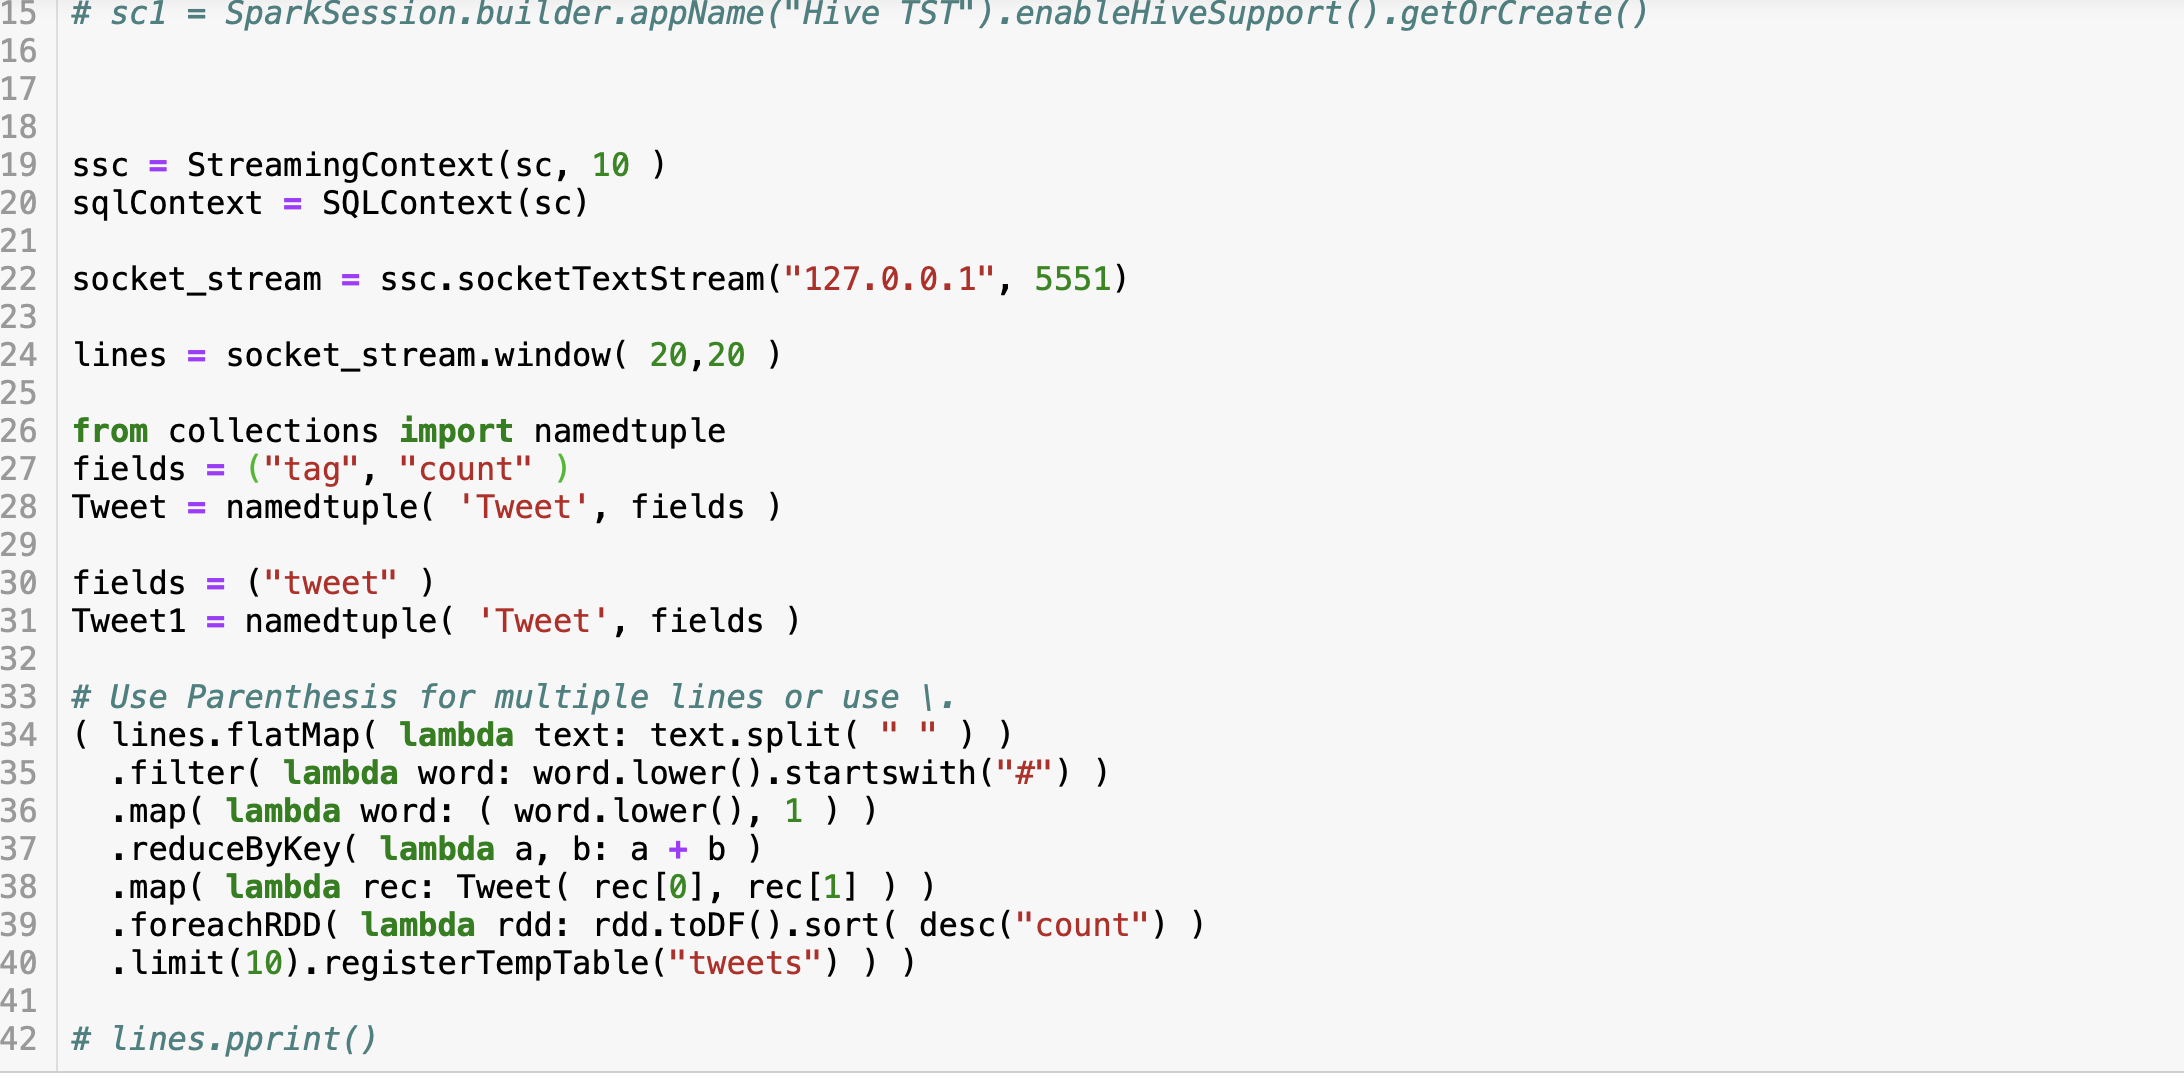 15 # sc1 = SparkSession.builder.appName("Hive TST").enableHiveSupport().getOrCreate()
16
17
18
19 ssc = StreamingContext(sc, 10 )
20 sqlContext = SQLContext(sc)
21
22 socket_stream = ssc.socketTextStream("127.0.0.1", 5551)
23
24 lines = socket_stream.window( 20,20 )
25
26 from collections import namedtuple
27 fields = ("tag", "count" )
28 Tweet = namedtuple( 'Tweet', fields )
29
30 fields = ("tweet" )
31 Tweet1 = namedtuple( 'Tweet', fields )
32
33 # Use Parenthesis for multiple lines or use \.
34 ( lines.flatMap( lambda text: text.split( " " ) )
35   .filter( lambda word: word.lower().startswith("#") )
36   .map( lambda word: ( word.lower(), 1 ) )
37   .reduceByKey( lambda a, b: a + b )
38   .map( lambda rec: Tweet( rec[0], rec[1] ) )
39   .foreachRDD( lambda rdd: rdd.toDF().sort( desc("count") )
40   .limit(10).registerTempTable("tweets") ) )
41
42 # lines.pprint()